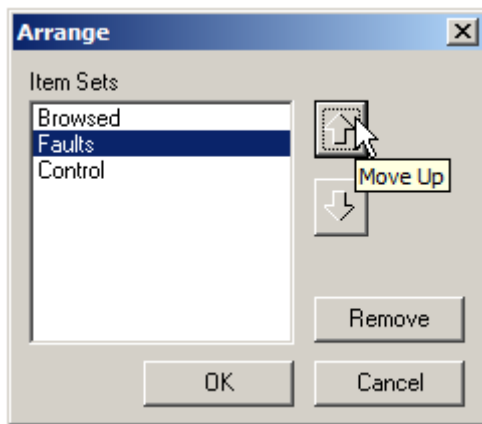 Arrange
Item Sets
Browsed
Faults
Control
Move Up
Remove
OK
Cancel